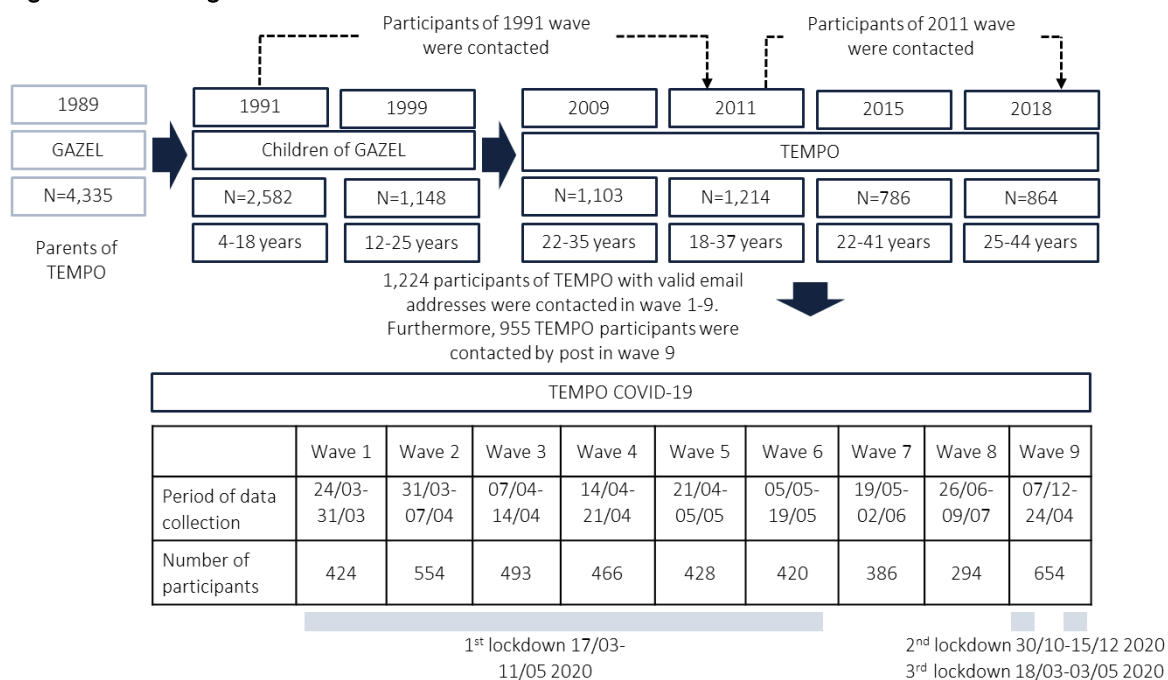 Participants of 1991 wave
were contacted
Participants of 2011 wave
were contacted
1989
1991
1999
2009
2011
2015
2018
GAZEL
Children of GAZEL
TEMPO
N=4,335
N=2,582
N=1,148
N=1,103
N=1,214
N=786
N=864
Parents of
TEMPO
4-18 years
12-25 years
22-35 years
18-37 years
22-41 years
25-44 years
1,224 participants of TEMPO with valid email
addresses were contacted in wave 1-9.
Furthermore, 955 TEMPO participants were
contacted by post in wave 9
TEMPO COVID-19
Wave 1 Wave 2 Wave 3 Wave 4 Wave 5 Wave 6 Wave 7 Wave 8 Wave 9
Period of data 24/03- 31/03- 07/04- 14/04- 21/04- 05/05- 19/05- 26/06- 07/12-
collection 31/03 07/04 14/04 21/04 05/05 19/05 02/06 09/07 24/04
Number of
participants 424 554 493 466 428 420 386 294 654
1st lockdown 17/03-
11/05 2020
2nd lockdown 30/10-15/12 2020
3rd lockdown 18/03-03/05 2020